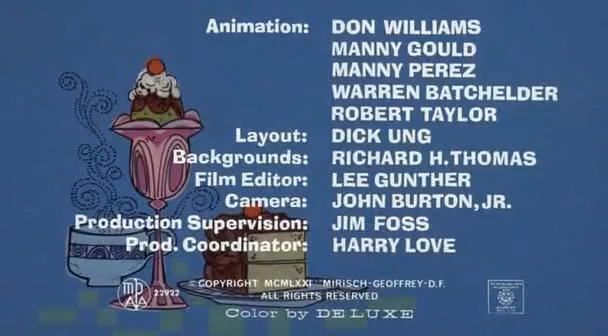 Animation: DON WILLIAMS
MANNY GOULD
MANNY PEREZ
WARREN BATCHELDER
ROBERT TAYLOR
Layout: DICK UNG
Backgrounds: RICHARD H. THOMAS
Film Editor: LEE GUNTHER
Camera: JOHN BURTON, JR.
Production Supervision: JIM FOSS
Prod. Coordinator: HARRY LOVE
© COPYRIGHT MCMLXXI MIRISCH-GEOFFREY-D.F.
ALL RIGHTS RESERVED
MPAA 22922
Color by DE LUXE